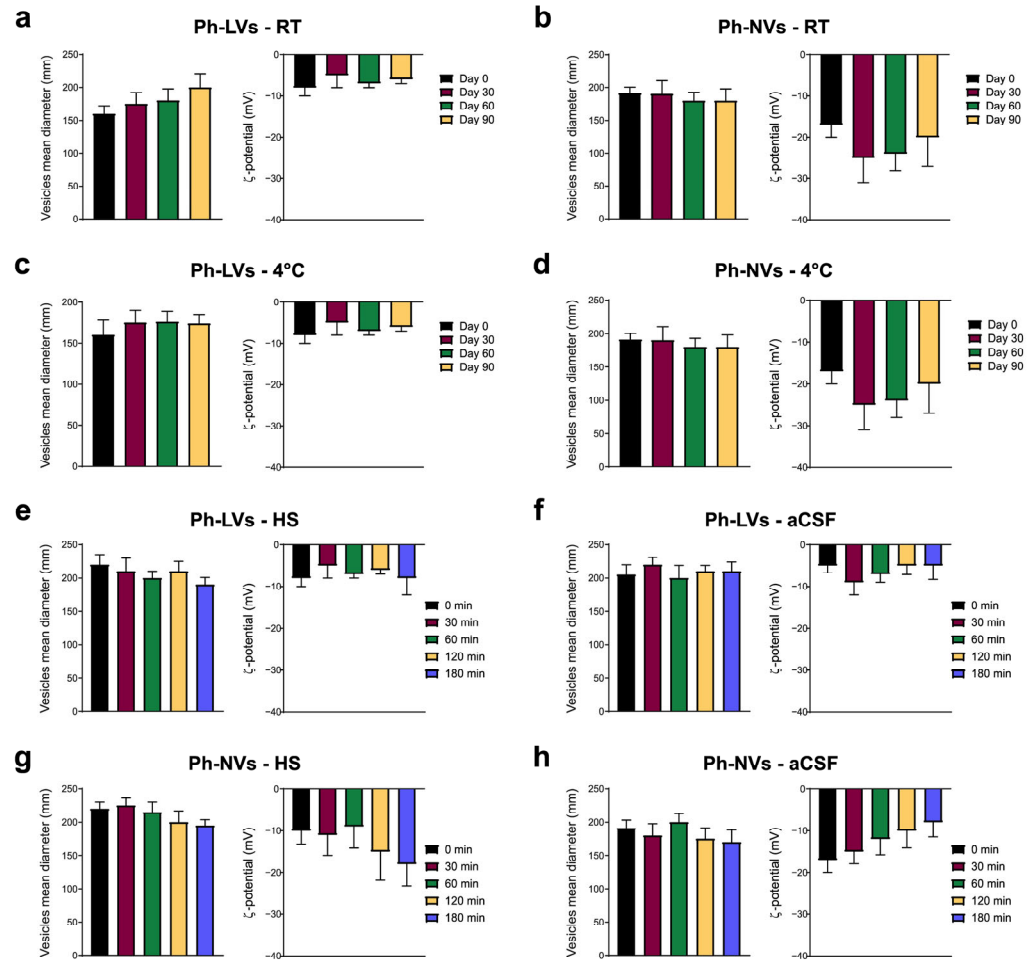 a
Ph-LVs - RT
Vesicles mean diameter (mm)
250
200
150
100
50
0
ζ-potential (mV)
0
−10
−20
−30
−40
Day 0
Day 30
Day 60
Day 90
b
Ph-NVs - RT
Vesicles mean diameter (mm)
250
200
150
100
50
0
ζ-potential (mV)
0
−10
−20
−30
−40
Day 0
Day 30
Day 60
Day 90
c
Ph-LVs - 4°C
Vesicles mean diameter (mm)
200
150
100
50
0
ζ-potential (mV)
0
−10
−20
−30
−40
Day 0
Day 30
Day 60
Day 90
d
Ph-NVs - 4°C
Vesicles mean diameter (mm)
250
200
150
100
50
0
ζ-potential (mV)
0
−10
−20
−30
−40
Day 0
Day 30
Day 60
Day 90
e
Ph-LVs - HS
Vesicles mean diameter (mm)
250
200
150
100
50
0
ζ-potential (mV)
0
−10
−20
−30
−40
0 min
30 min
60 min
120 min
180 min
f
Ph-LVs - aCSF
Vesicles mean diameter (mm)
250
200
150
100
50
0
ζ-potential (mV)
0
−10
−20
−30
−40
0 min
30 min
60 min
120 min
180 min
g
Ph-NVs - HS
Vesicles mean diameter (mm)
250
200
150
100
50
0
ζ-potential (mV)
0
−10
−20
−30
−40
0 min
30 min
60 min
120 min
180 min
h
Ph-NVs - aCSF
Vesicles mean diameter (mm)
250
200
150
100
50
0
ζ-potential (mV)
0
−10
−20
−30
−40
0 min
30 min
60 min
120 min
180 min